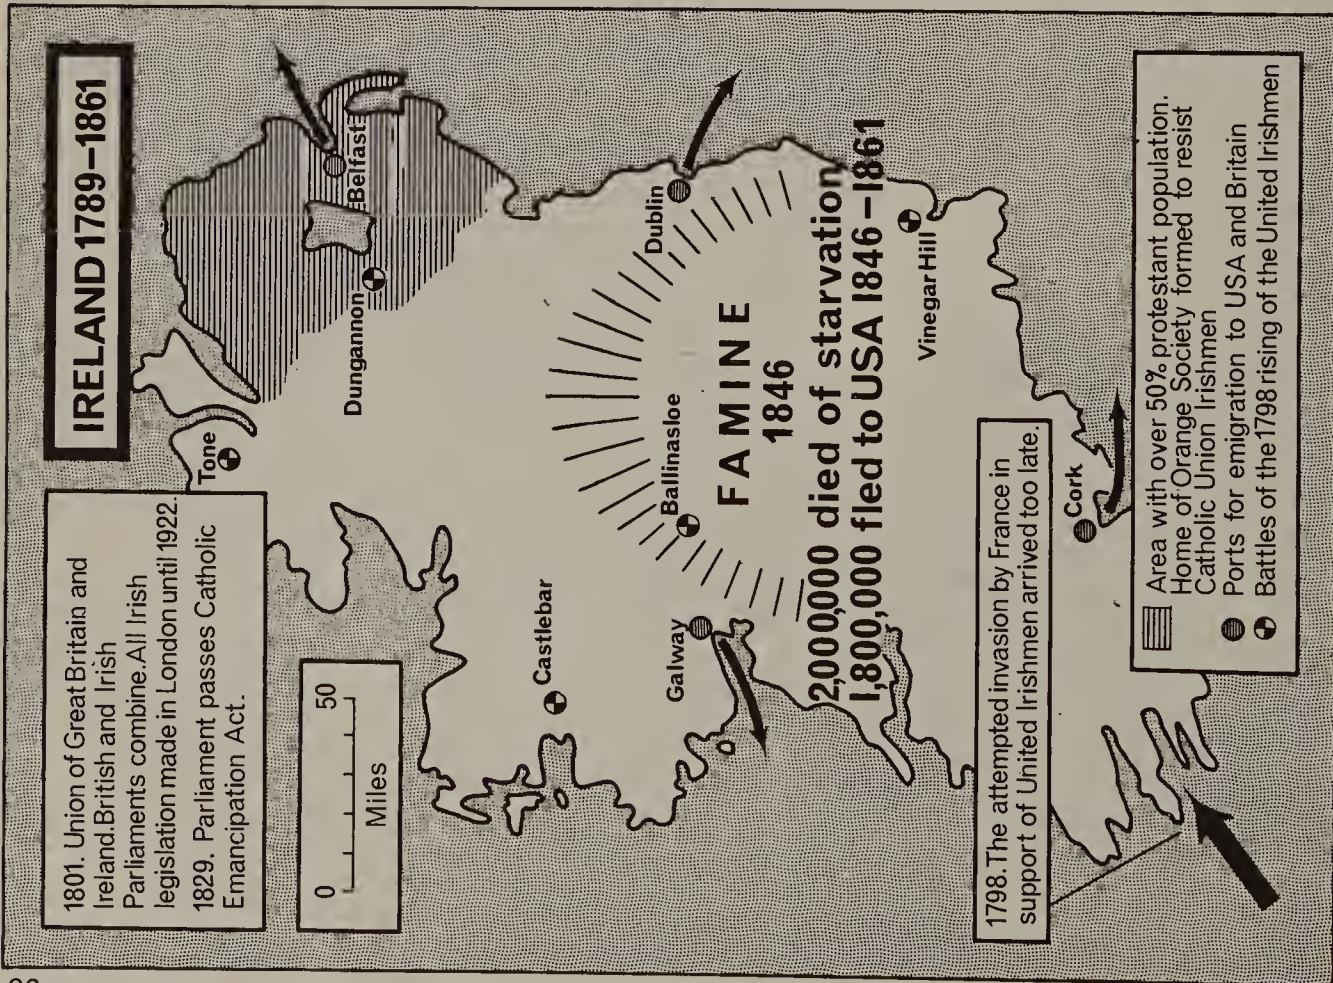 IRELAND 1789–1861
1801. Union of Great Britain and
Ireland. British and Irish
Parliaments combine. All Irish
legislation made in London until 1922.
1829. Parliament passes Catholic
Emancipation Act.
0 50
Miles
Tone
Belfast
Dungannon
Castlebar
Ballinasloe
Dublin
Galway
FAMINE
1846
2,0000,000 died of starvation
1,800,000 fled to USA 1846–1861
Vinegar Hill
1798. The attempted invasion by France in
support of United Irishmen arrived too late.
Cork
Area with over 50% protestant population.
Home of Orange Society formed to resist
Catholic Union Irishmen
Ports for emigration to USA and Britain
Battles of the 1798 rising of the United Irishmen